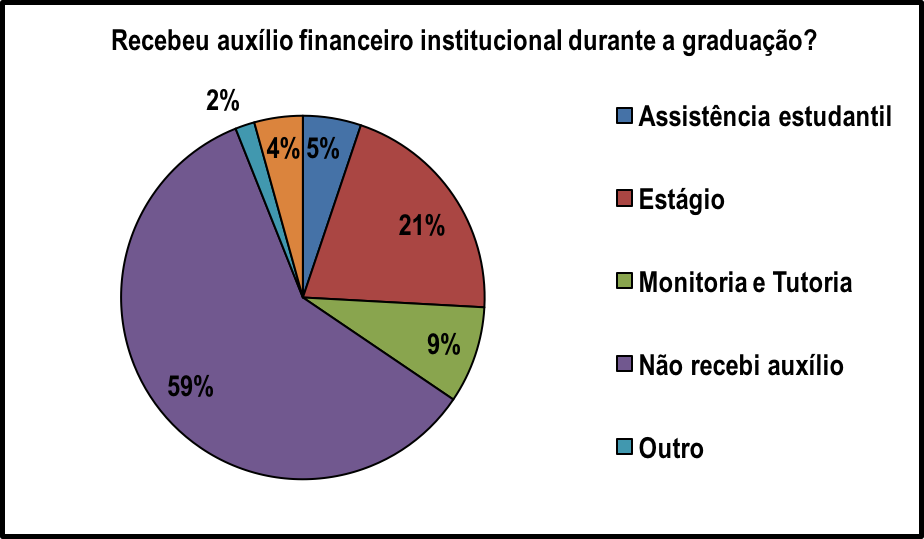 Recebeu auxílio financeiro institucional durante a graduação?
2%
4%
5%
21%
9%
59%
Assistência estudantil
Estágio
Monitoria e Tutoria
Não recebi auxílio
Outro